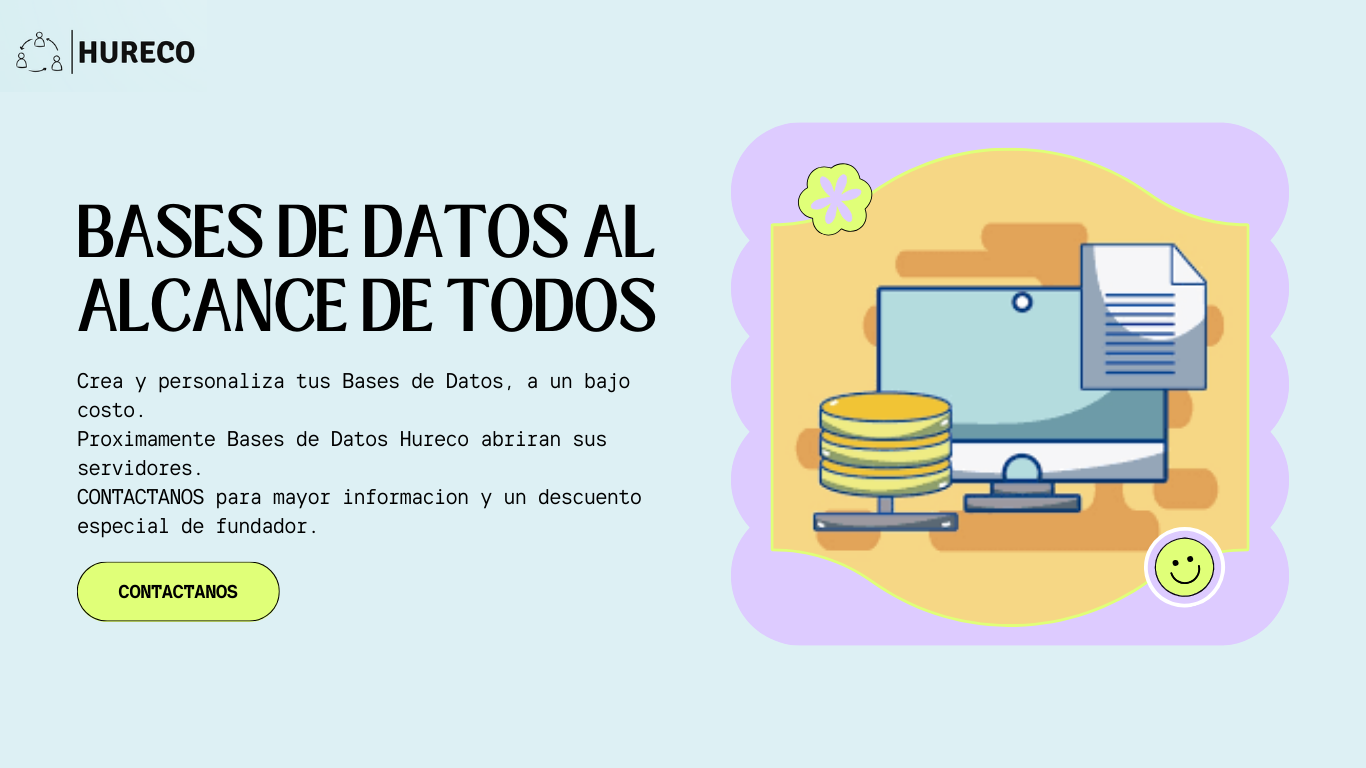 HURECO
BASES DE DATOS AL
ALCANCE DE TODOS
Crea y personaliza tus Bases de Datos, a un bajo
costo.
Proximamente Bases de Datos Hureco abriran sus
servidores.
CONTACTANOS para mayor informacion y un descuento
especial de fundador.
CONTACTANOS